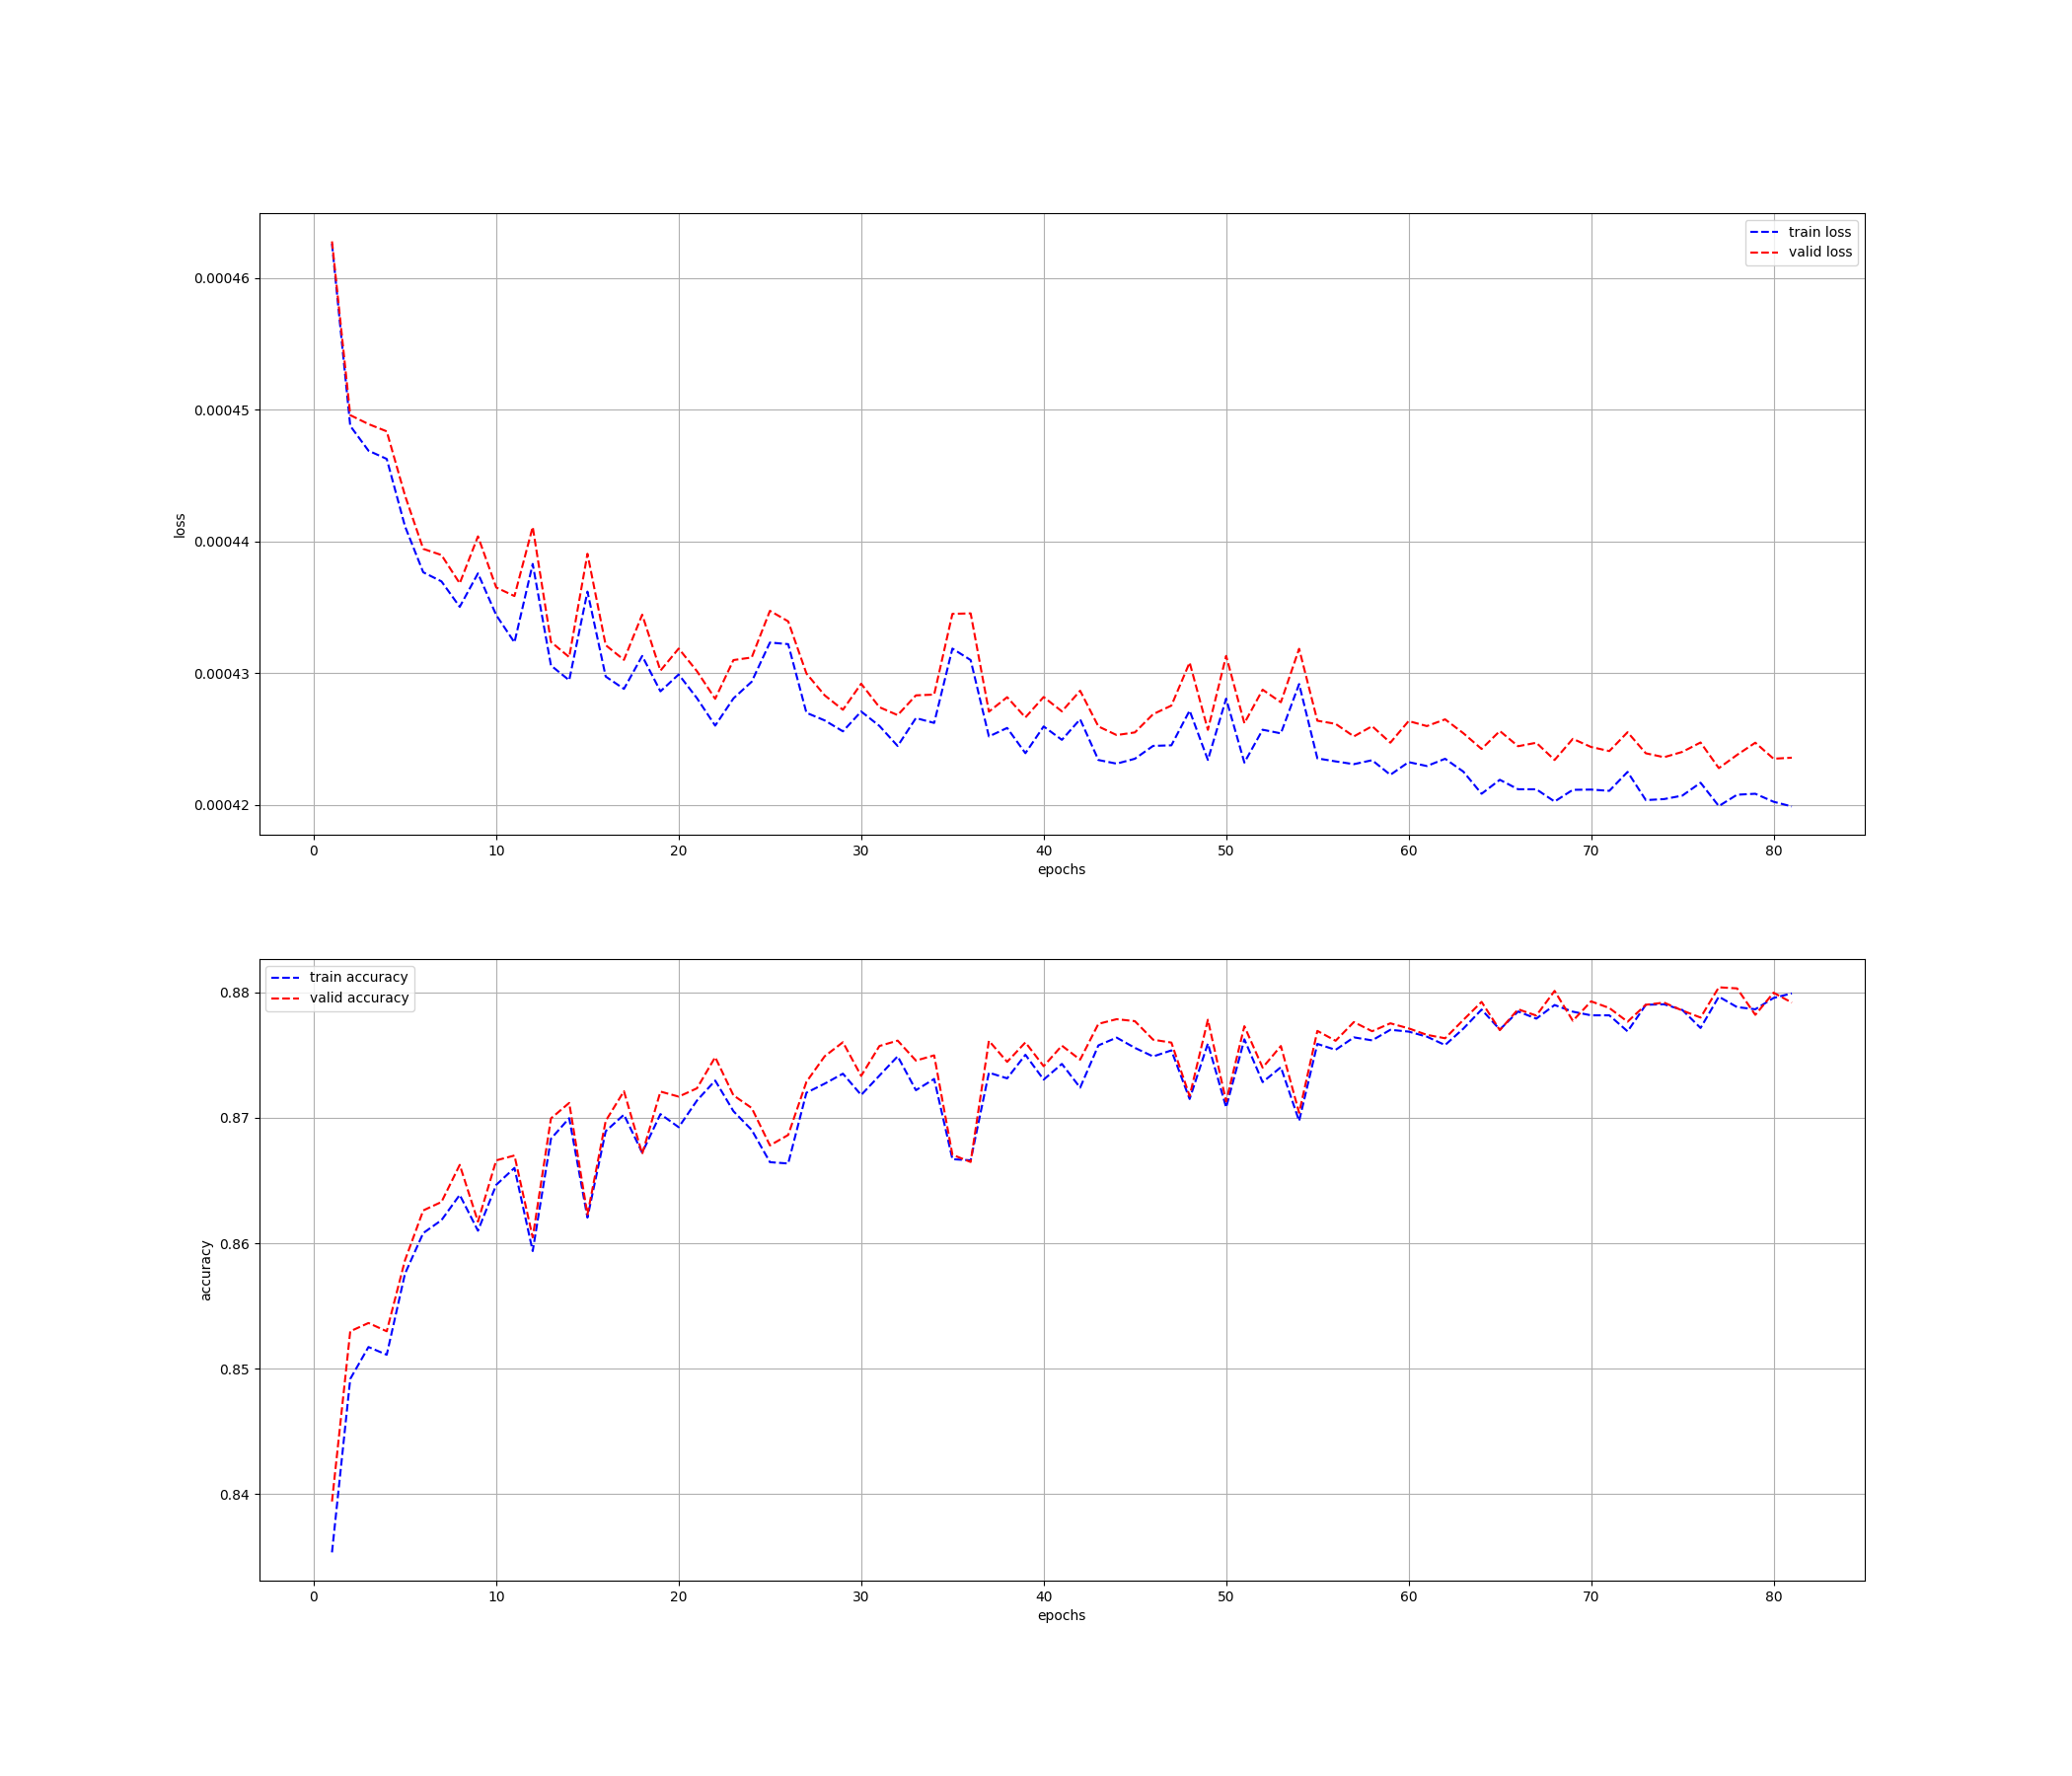 train loss
valid loss
0.00046
0.00045
0.00044
0.00043
0.00042
loss
0 10 20 30 40 50 60 70 80
epochs
train accuracy
valid accuracy
0.88
0.87
0.86
0.85
0.84
accuracy
0 10 20 30 40 50 60 70 80
epochs